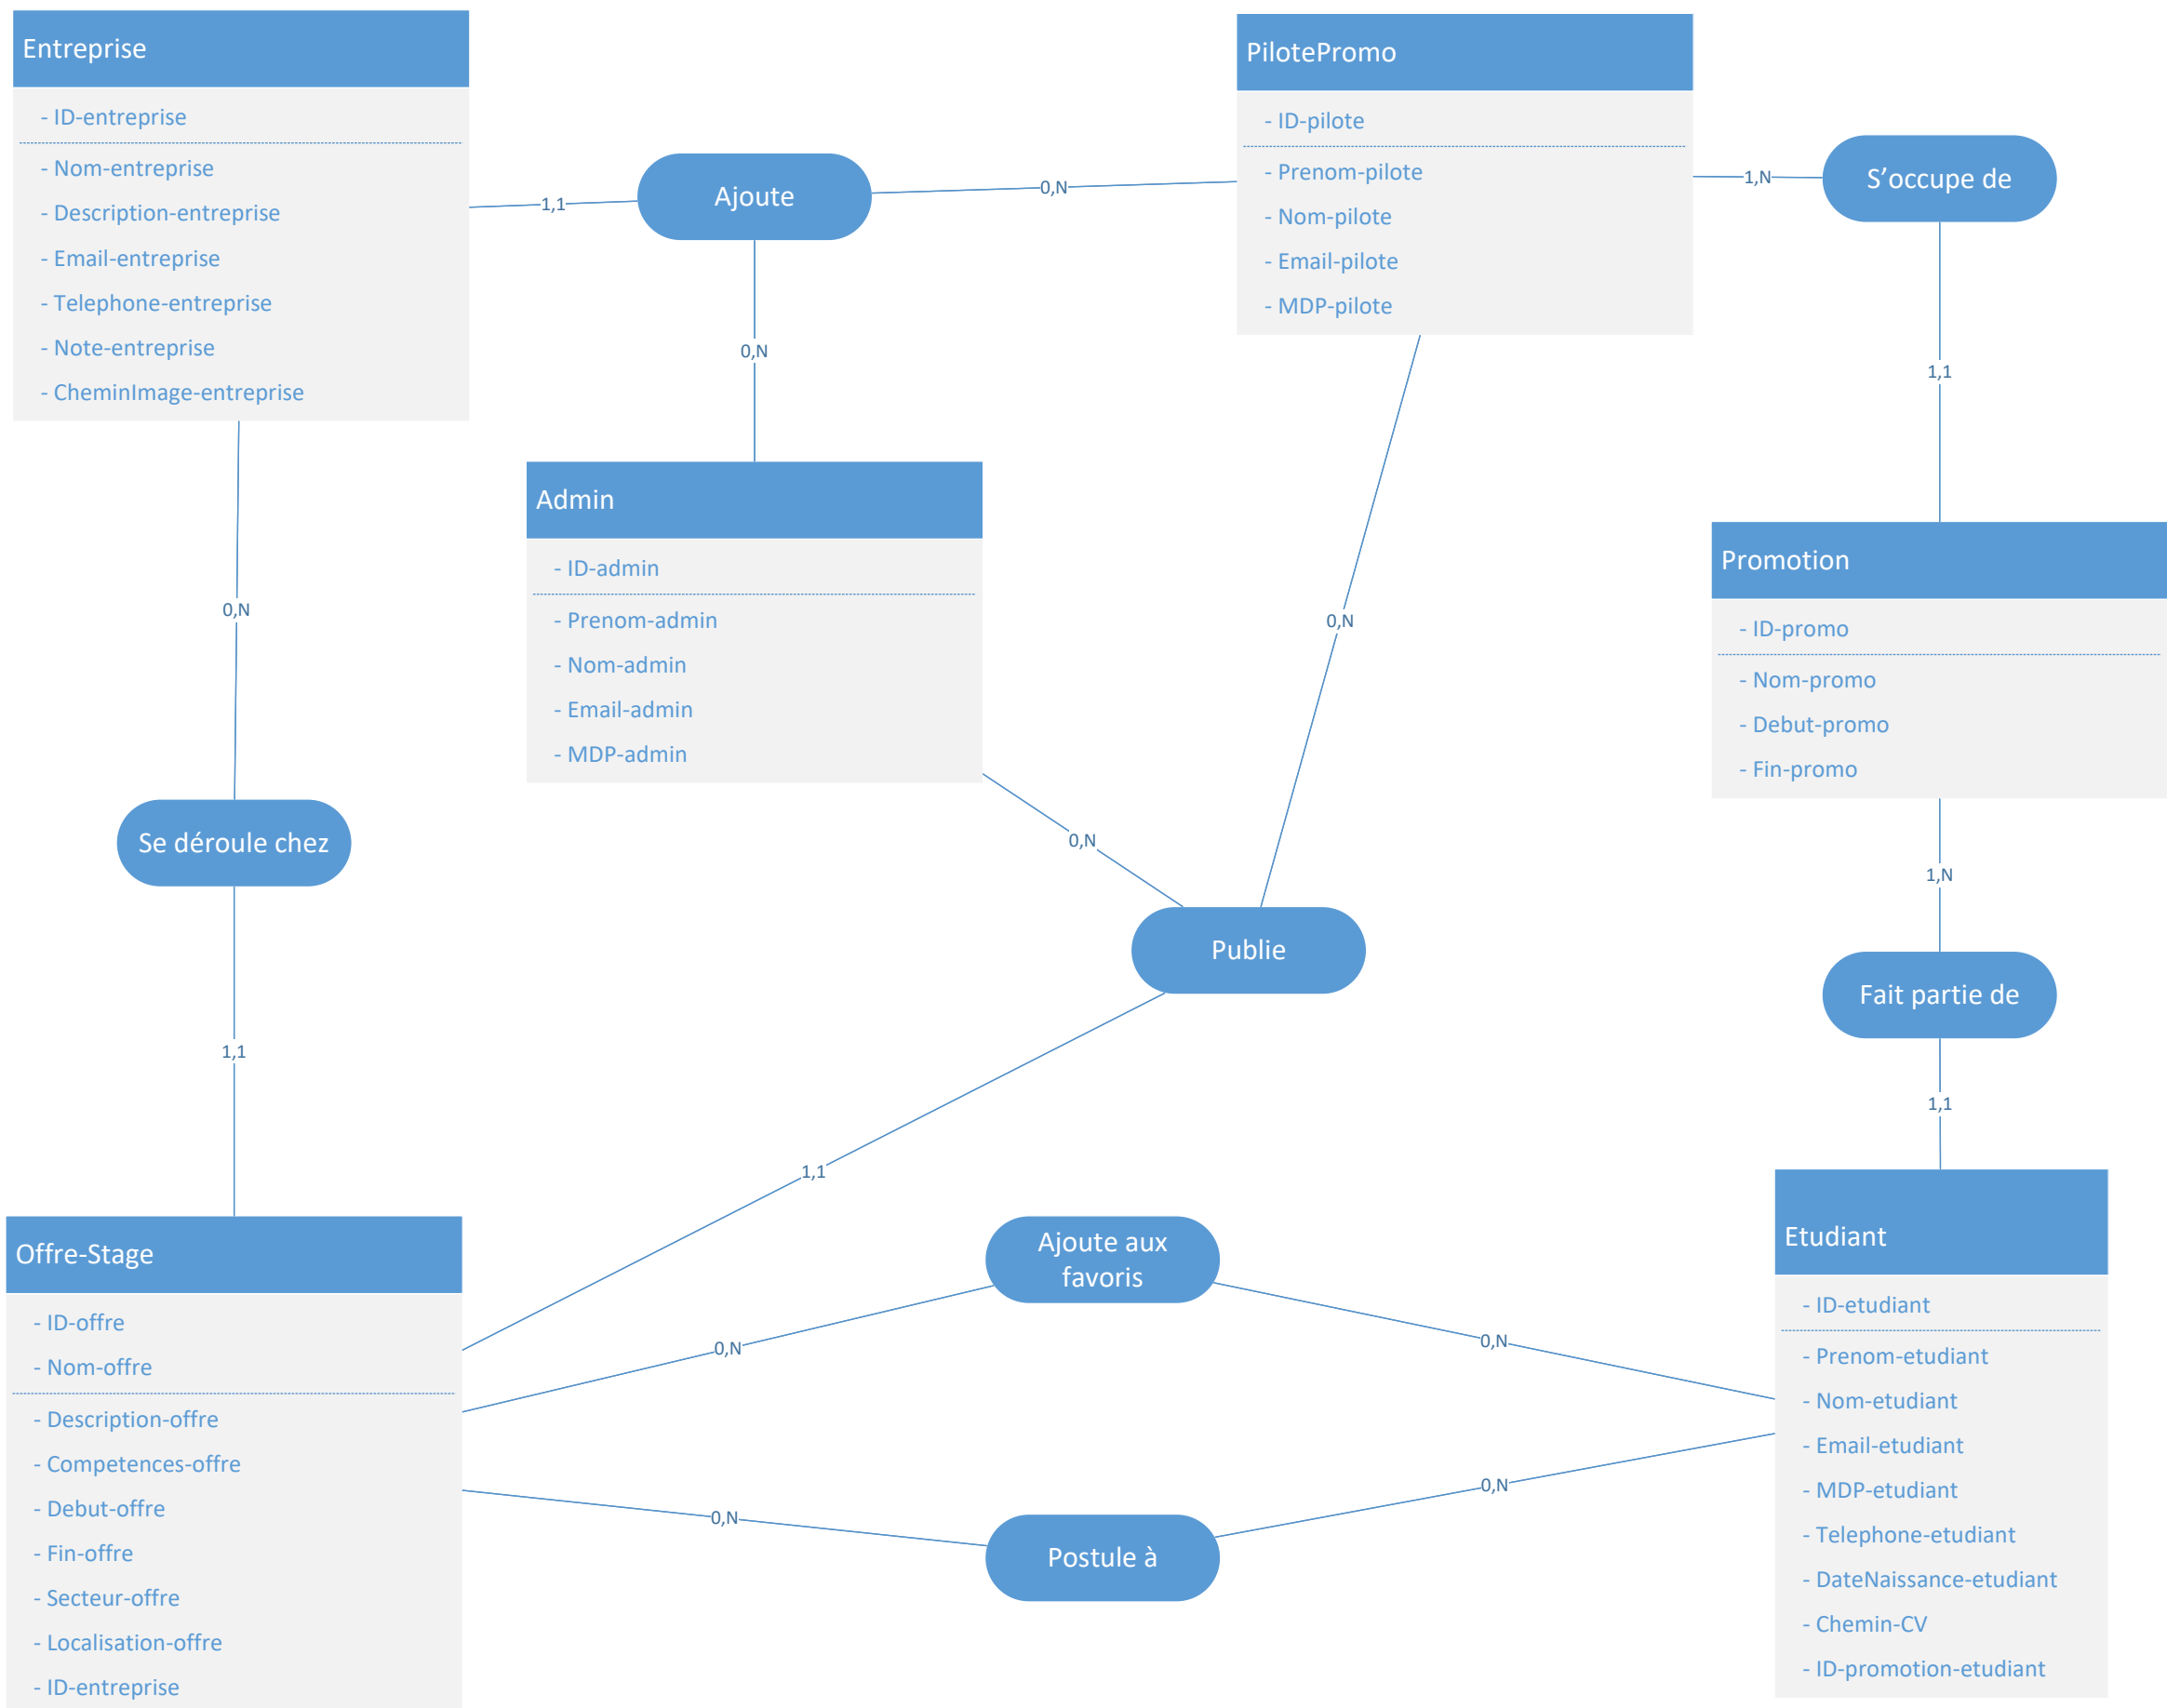 Entreprise
- ID-entreprise
- Nom-entreprise
- Description-entreprise
- Email-entreprise
- Telephone-entreprise
- Note-entreprise
- CheminImage-entreprise
1,1
Ajoute
0,N
PilotePromo
- ID-pilote
- Prenom-pilote
- Nom-pilote
- Email-pilote
- MDP-pilote
1,N
S’occupe de
0,N
1,1
Admin
- ID-admin
- Prenom-admin
- Nom-admin
- Email-admin
- MDP-admin
Promotion
- ID-promo
- Nom-promo
- Debut-promo
- Fin-promo
0,N
0,N
Se déroule chez
0,N
1,N
Publie
Fait partie de
1,1
1,1
1,1
Offre-Stage
- ID-offre
- Nom-offre
- Description-offre
- Competences-offre
- Debut-offre
- Fin-offre
- Secteur-offre
- Localisation-offre
- ID-entreprise
Ajoute aux
favoris
0,N
0,N
0,N
0,N
Postule à
Etudiant
- ID-etudiant
- Prenom-etudiant
- Nom-etudiant
- Email-etudiant
- MDP-etudiant
- Telephone-etudiant
- DateNaissance-etudiant
- Chemin-CV
- ID-promotion-etudiant